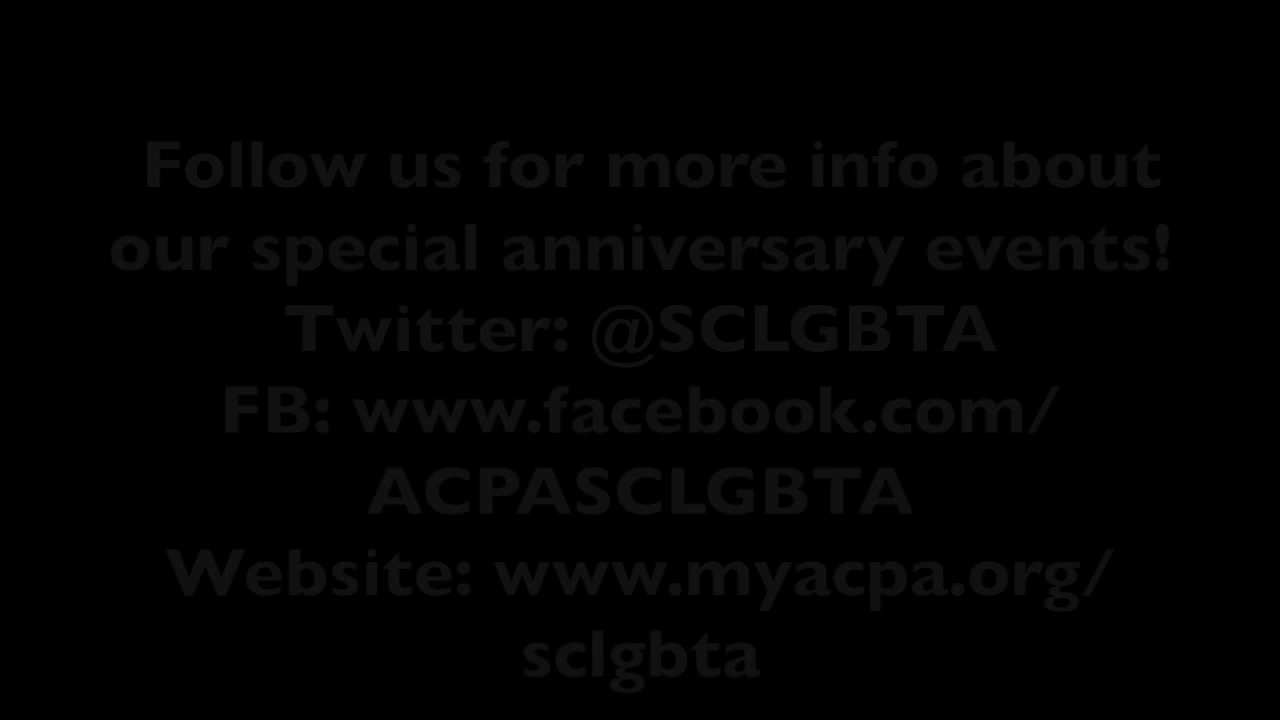 Follow us for more info about
our special anniversary events!
Twitter: @SCLGBTA
FB: www.facebook.com/
ACPASCLGBTA
Website: www.myacpa.org/
sclgbta